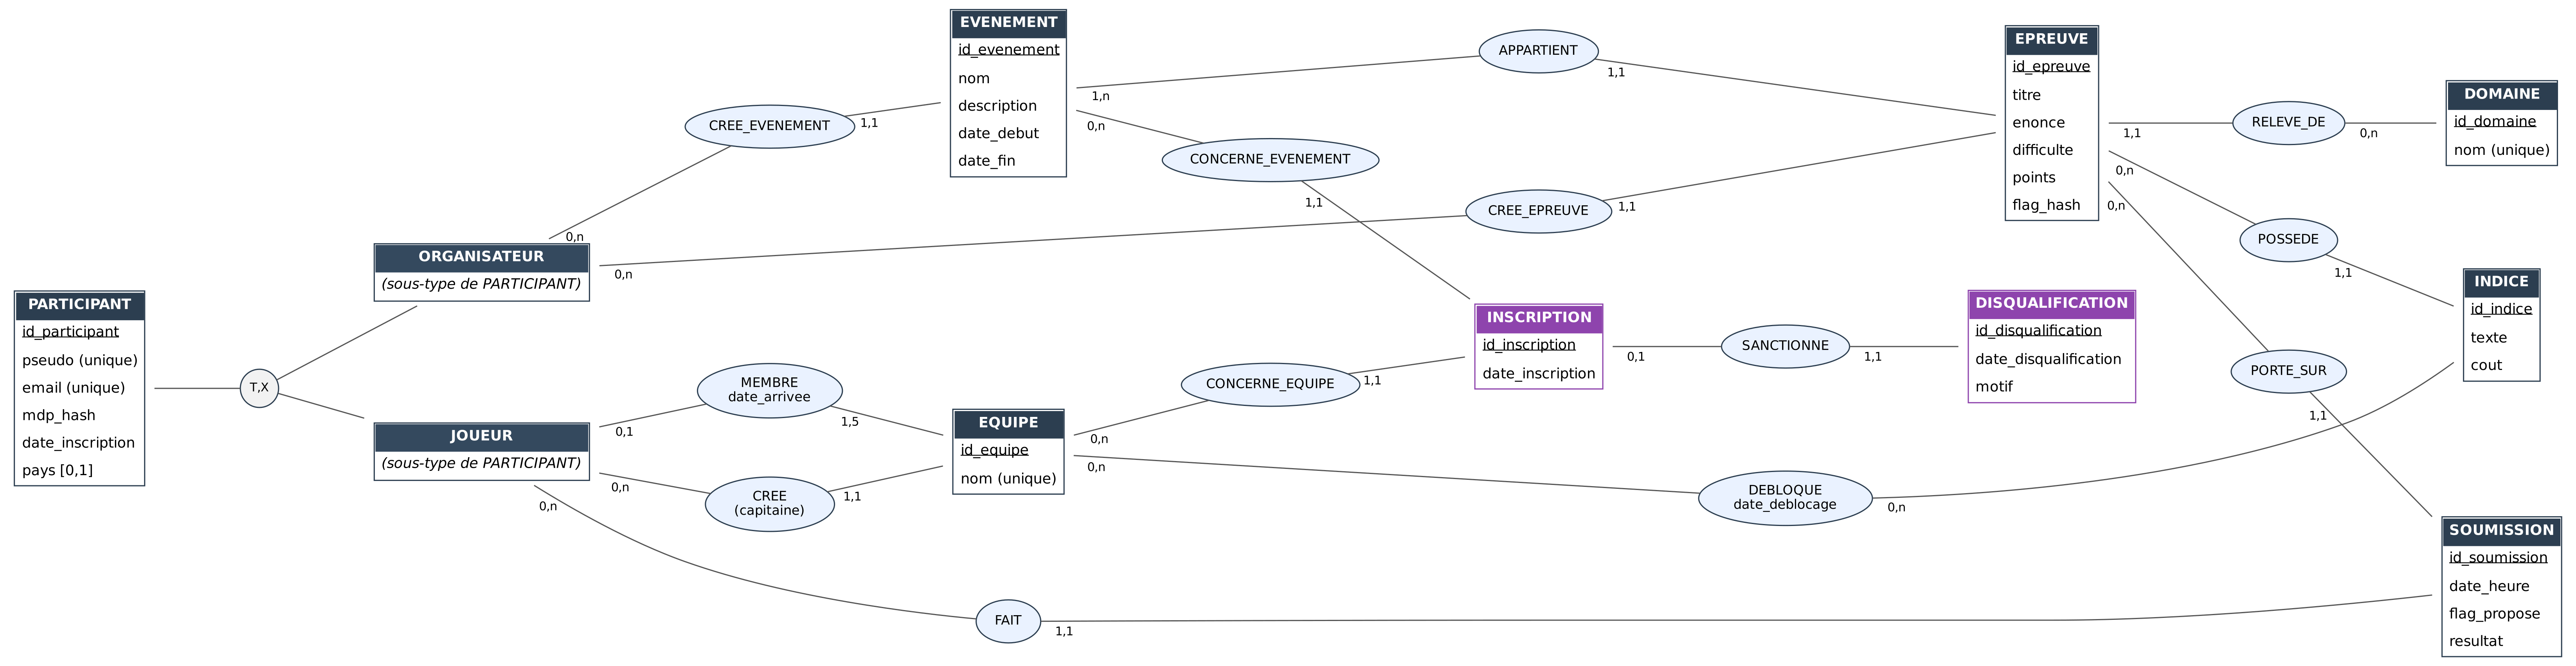 PARTICIPANT
id_participant
pseudo (unique)
email (unique)
mdp_hash
date_inscription
pays [0,1]
T,X
ORGANISATEUR
(sous-type de PARTICIPANT)
0,n
0,n
JOUEUR
(sous-type de PARTICIPANT)
0,1
0,n
0,n
CREE_EVENEMENT
1,1
MEMBRE
date_arrivee
1,5
CREE
(capitaine)
1,1
EVENEMENT
id_evenement
nom
description
date_debut
date_fin
1,n
0,n
EQUIPE
id_equipe
nom (unique)
0,n
0,n
FAIT
1,1
CONCERNE_EVENEMENT
1,1
CONCERNE_EQUIPE
1,1
APPARTIENT
1,1
CREE_EPREUVE
1,1
INSCRIPTION
id_inscription
date_inscription
0,1
SANCTIONNE
1,1
DEBLOQUE
date_deblocage
0,n
DISQUALIFICATION
id_disqualification
date_disqualification
motif
EPREUVE
id_epreuve
titre
enonce
difficulte
points
flag_hash
1,1
0,n
0,n
RELEVE_DE
0,n
POSSEDE
1,1
PORTE_SUR
1,1
DOMAINE
id_domaine
nom (unique)
INDICE
id_indice
texte
cout
SOUMISSION
id_soumission
date_heure
flag_propose
resultat